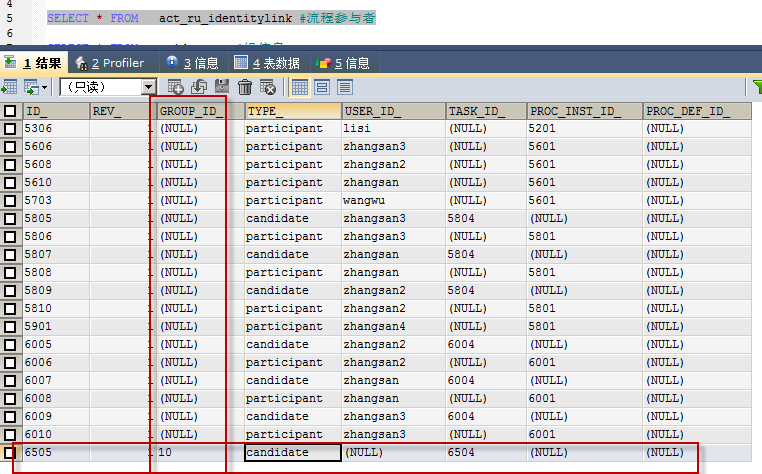 4
5 SELECT * FROM act_ru_identitylink #流程参与者
1 结果 2 Profiler 3 信息 4 表数据 5 信息
（只读）
ID_ REV_ GROUP_ID_ TYPE_ USER_ID_ TASK_ID_ PROC_INST_ID_ PROC_DEF_ID_
5306 1 (NULL) participant lisi (NULL) 5201 (NULL)
5606 1 (NULL) participant zhangsan3 (NULL) 5601 (NULL)
5608 1 (NULL) participant zhangsan2 (NULL) 5601 (NULL)
5610 1 (NULL) participant zhangsan (NULL) 5601 (NULL)
5703 1 (NULL) participant wangwu (NULL) 5601 (NULL)
5805 1 (NULL) candidate zhangsan3 5804 (NULL) (NULL)
5806 1 (NULL) participant zhangsan3 (NULL) 5801 (NULL)
5807 1 (NULL) candidate zhangsan 5804 (NULL) (NULL)
5808 1 (NULL) participant zhangsan (NULL) 5801 (NULL)
5809 1 (NULL) candidate zhangsan2 5804 (NULL) (NULL)
5810 1 (NULL) participant zhangsan2 (NULL) 5801 (NULL)
5901 1 (NULL) participant zhangsan4 (NULL) 5801 (NULL)
6005 1 (NULL) candidate zhangsan2 6004 (NULL) (NULL)
6006 1 (NULL) participant zhangsan2 (NULL) 6001 (NULL)
6007 1 (NULL) candidate zhangsan 6004 (NULL) (NULL)
6008 1 (NULL) participant zhangsan (NULL) 6001 (NULL)
6009 1 (NULL) candidate zhangsan3 6004 (NULL) (NULL)
6010 1 (NULL) participant zhangsan3 (NULL) 6001 (NULL)
6505 1 10 candidate (NULL) 6504 (NULL) (NULL)